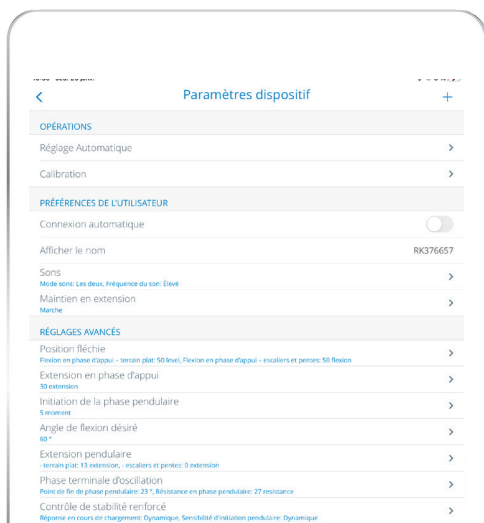 Paramètres dispositif
OPÉRATIONS
Réglage Automatique
Calibration
PRÉFÉRENCES DE L'UTILISATEUR
Connexion automatique
Afficher le nom RK376657
Sons
Mode sons: Les deux, Fréquence du son: Élevé
Maintien en extension
Marche
RÉGLAGES AVANCÉS
Position fléchie
Flexion en phase d'appui – terrain plat: 50 level, Flexion en phase d'appui – escaliers et pentes: 50 flexion
Extension en phase d'appui
30 extension
Initiation de la phase pendulaire
5 moment
Angle de flexion désiré
60 °
Extension pendulaire
- terrain plat: 13 extension, - escaliers et pentes: 0 extension
Phase terminale d'oscillation
Point de fin de phase pendulaire: 23 °, Résistance en phase pendulaire: 27 resistance
Contrôle de stabilité renforcé
Réponse en cours de chargement: Dynamique, Sensibilité d'initiation pendulaire: Dynamique